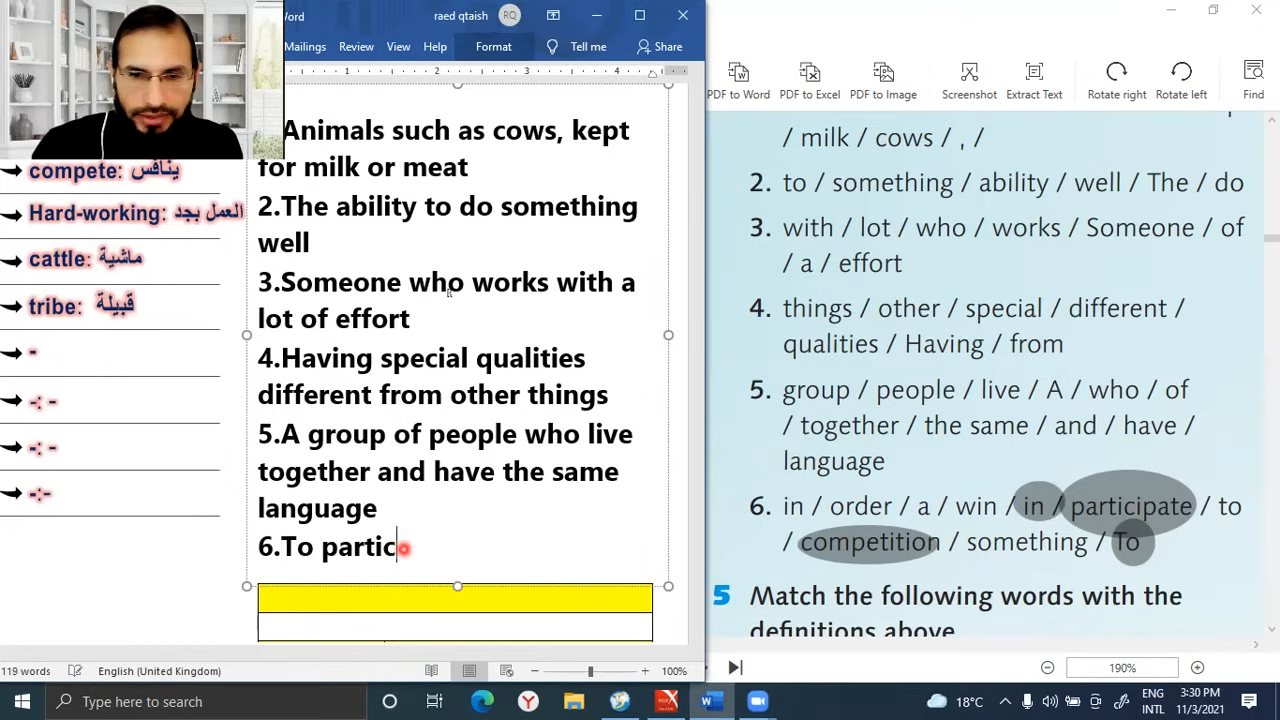 /ord
raed qtaish
RQ
Mailings
Review
View
Help
Format
Tell me
Share
1
2
3
4
compete: ينافس
Hard-working: العمل بجد
cattle: ماشية
tribe: قبيلة
-
-: -
-: -
-:-
Animals such as cows, kept
for milk or meat
2.The ability to do something
well
3.Someone who works with a
lot of effort
4.Having special qualities
different from other things
5.A group of people who live
together and have the same
language
6.To partic
119 words
English (United Kingdom)
100%
PDF to Word
PDF to Excel
PDF to Image
Screenshot
Extract Text
Rotate right
Rotate left
Find
/ milk / cows / , /
2. to / something / ability / well / The / do
3. with / lot / who / works / Someone / of
/ a / effort
4. things / other / special / different /
qualities / Having / from
5. group / people / live / A / who / of
/ together / the same / and / have /
language
6. in / order / a / win / in / participate / to
/ competition / something / To
5 Match the following words with the
definitions above
190%
Type here to search
18°C
ENG
INTL
3:30 PM
11/3/2021